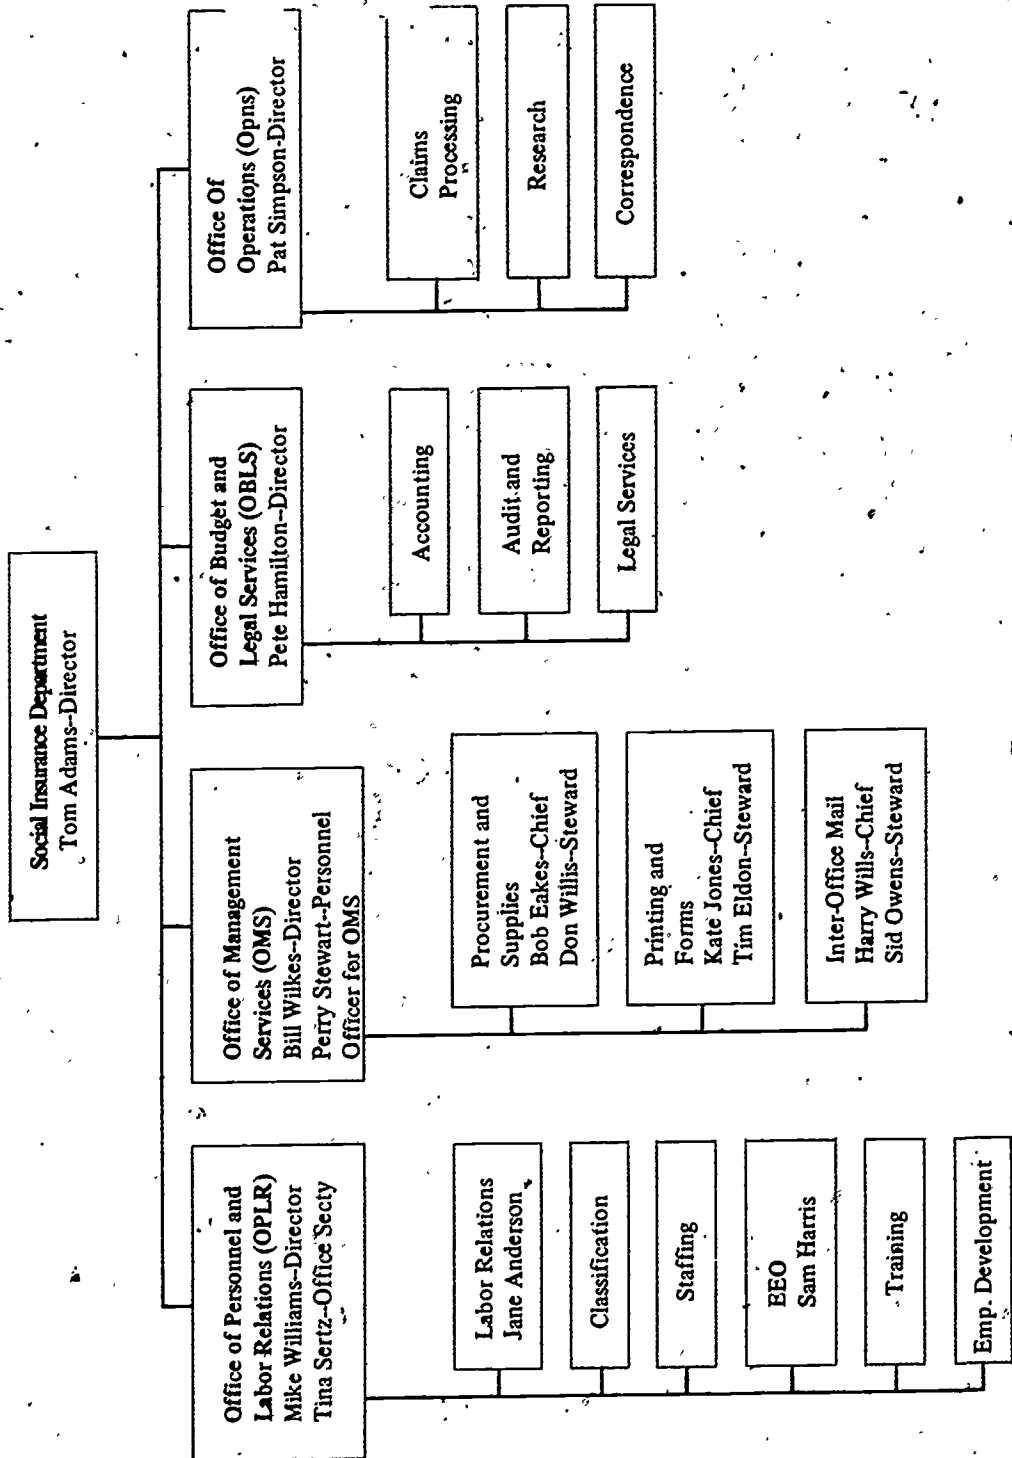 Social Insurance Department
Tom Adams--Director
Office of Personnel and
Labor Relations (OPLR)
Mike Williams--Director
Tina Sertz--Office Secty
Labor Relations
Jane Anderson
Classification
Staffing
EEO
Sam Harris
Training
Emp. Development
Office of Management
Services (OMS)
Bill Wilkes--Director
Perry Stewart--Personnel
Officer for OMS
Procurement and
Supplies
Bob Eakes--Chief
Don Willis--Steward
Printing and
Forms
Kate Jones--Chief
Tim Eldon--Steward
Inter-Office Mail
Harry Wills--Chief
Sid Owens--Steward
Office of Budget and
Legal Services (OBLS)
Pete Hamilton--Director
Accounting
Audit and
Reporting
Legal Services
Office Of
Operations (Opns)
Pat Simpson-Director
Claims
Processing
Research
Correspondence